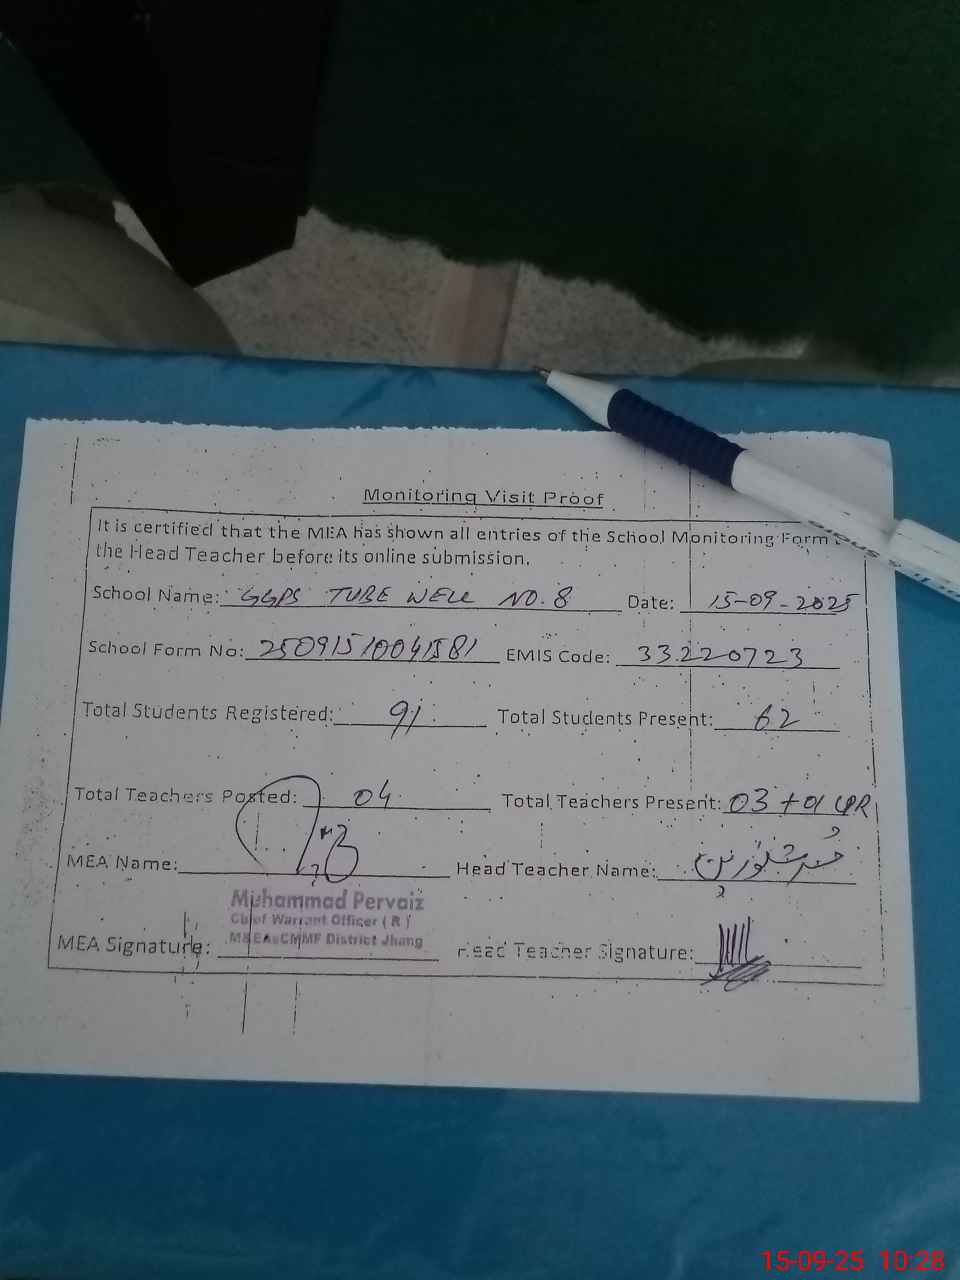 Monitoring Visit Proof
It is certified that the MEA has shown all entries of the School Monitoring Form
the Head Teacher before its online submission.
School Name: GGPS TUBE WELL NO. 8 Date: 15-09-2025
School Form No: 25091510041581 EMIS Code: 33220723
Total Students Registered: 91 Total Students Present: 62
Total Teachers Posted: 04 Total Teachers Present: 03 + 01
MEA Name: Head Teacher Name:
Muhammad Pervaiz
Chief Warrant Officer (R)
M&EA CMMF District Jhang
MEA Signature: Head Teacher Signature:
15-09-25 10:28